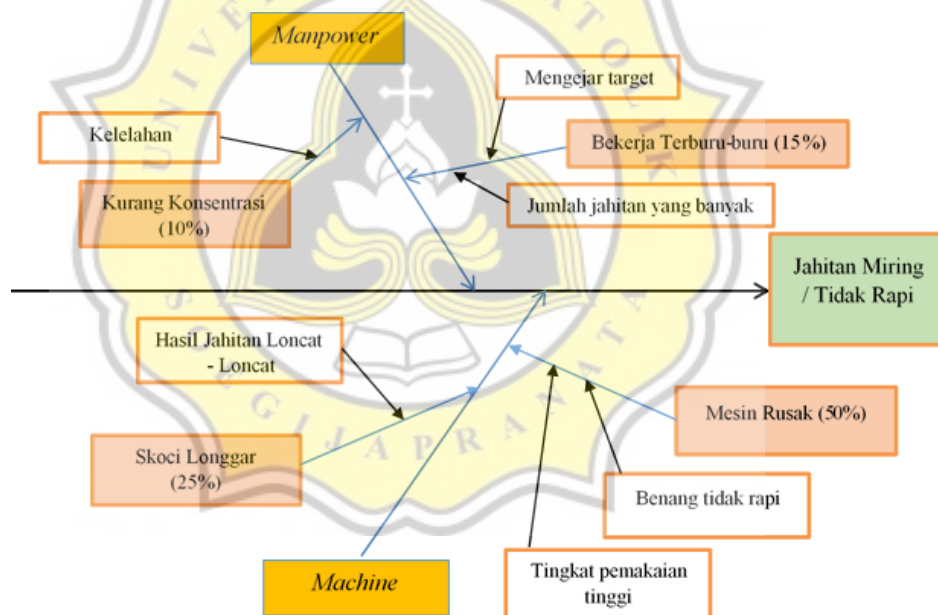 Manpower
Mengejar target
Kelelahan
Bekerja Terburu-buru (15%)
Kurang Konsentrasi
(10%)
Jumlah jahitan yang banyak
Jahitan Miring
/ Tidak Rapi
Hasil Jahitan Loncat
- Loncat
Mesin Rusak (50%)
Skoci Longgar
(25%)
Benang tidak rapi
Machine
Tingkat pemakaian
tinggi
SOEGIJAPRANATA